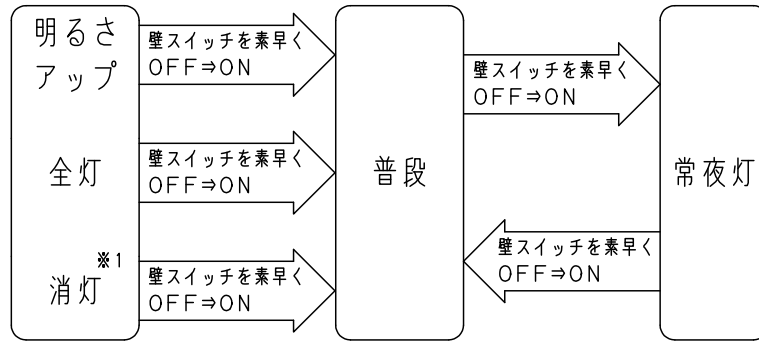 明るさ
アップ
壁スイッチを素早く
OFF⇒ON
全灯
壁スイッチを素早く
OFF⇒ON
※1
消灯
壁スイッチを素早く
OFF⇒ON
普段
壁スイッチを素早く
OFF⇒ON
壁スイッチを素早く
OFF⇒ON
常夜灯